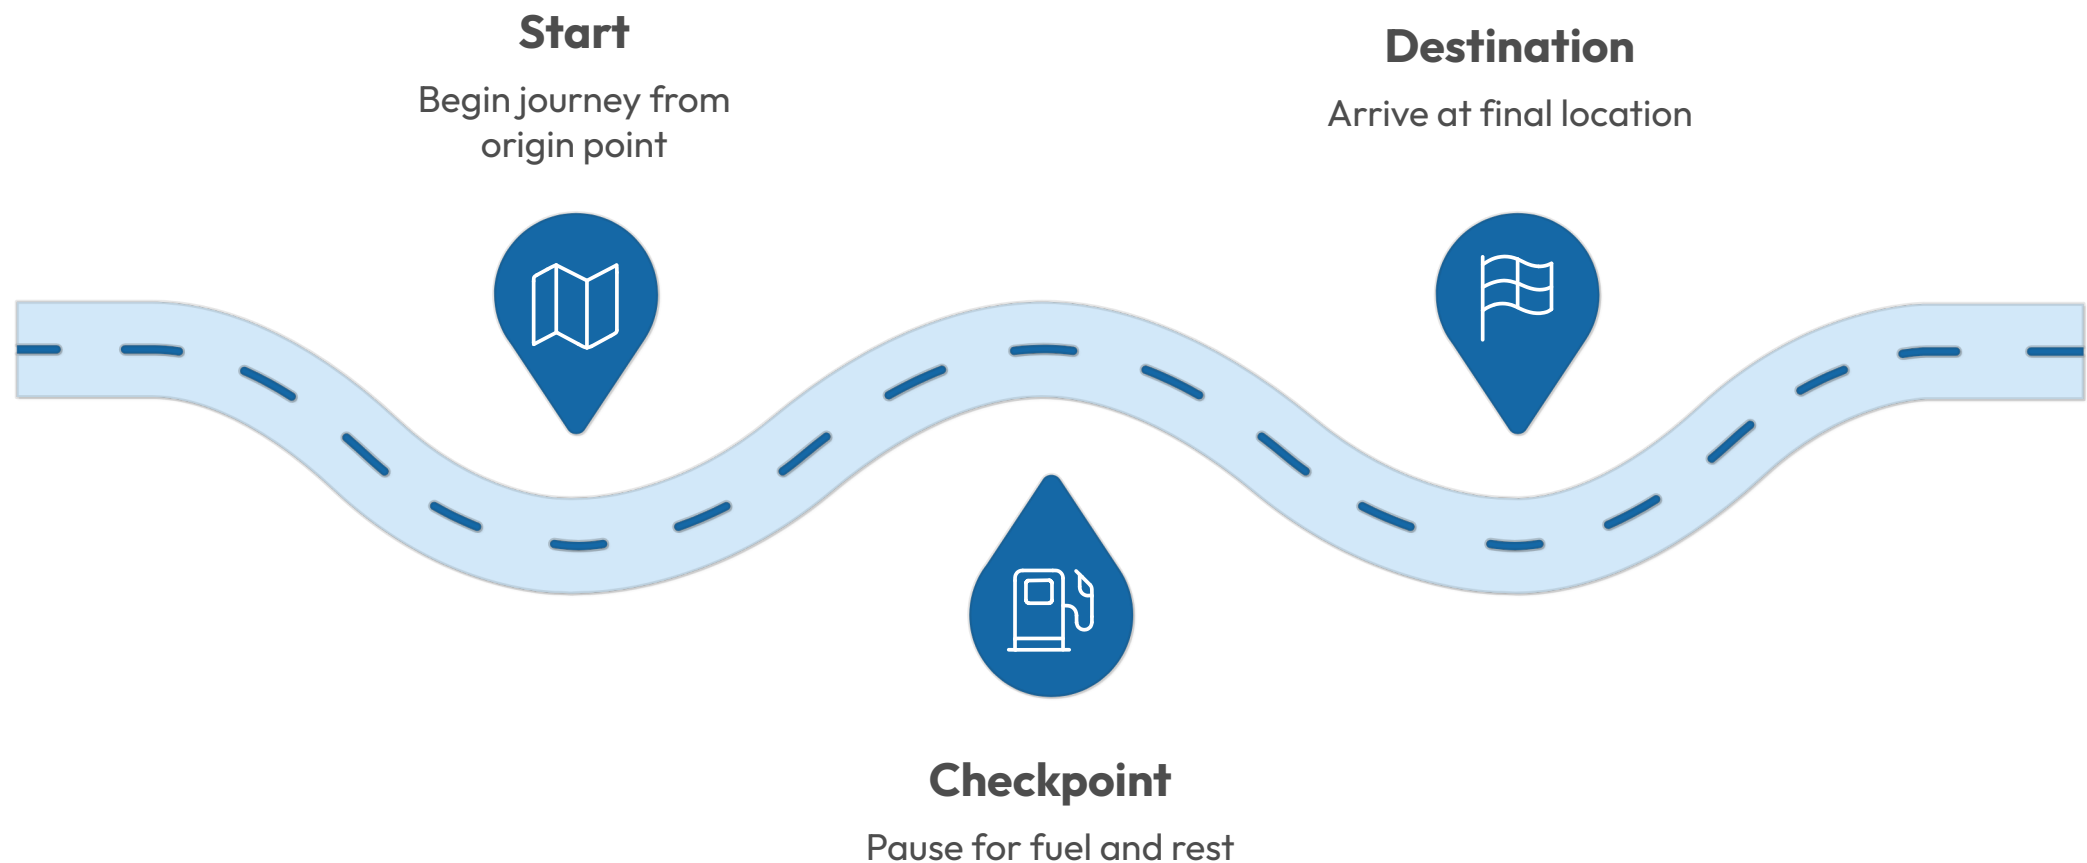 Start
Begin journey from
origin point
Destination
Arrive at final location
Checkpoint
Pause for fuel and rest